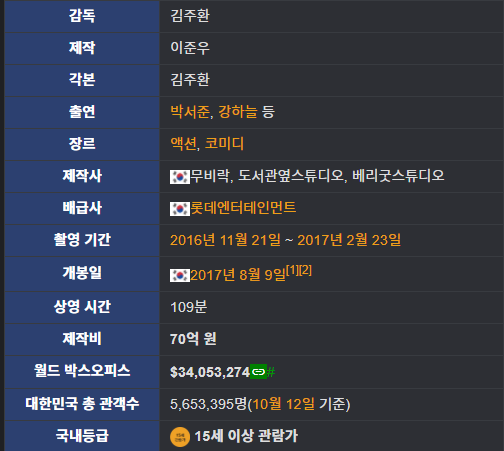 감독 김주환
제작 이준우
각본 김주환
출연 박서준, 강하늘 등
장르 액션, 코미디
제작사 무비락, 도서관옆스튜디오, 베리굿스튜디오
배급사 롯데엔터테인먼트
촬영 기간 2016년 11월 21일 ~ 2017년 2월 23일
개봉일 2017년 8월 9일[1][2]
상영 시간 109분
제작비 70억 원
월드 박스오피스 $34,053,274#
대한민국 총 관객수 5,653,395명(10월 12일 기준)
국내등급 15세 이상 관람가